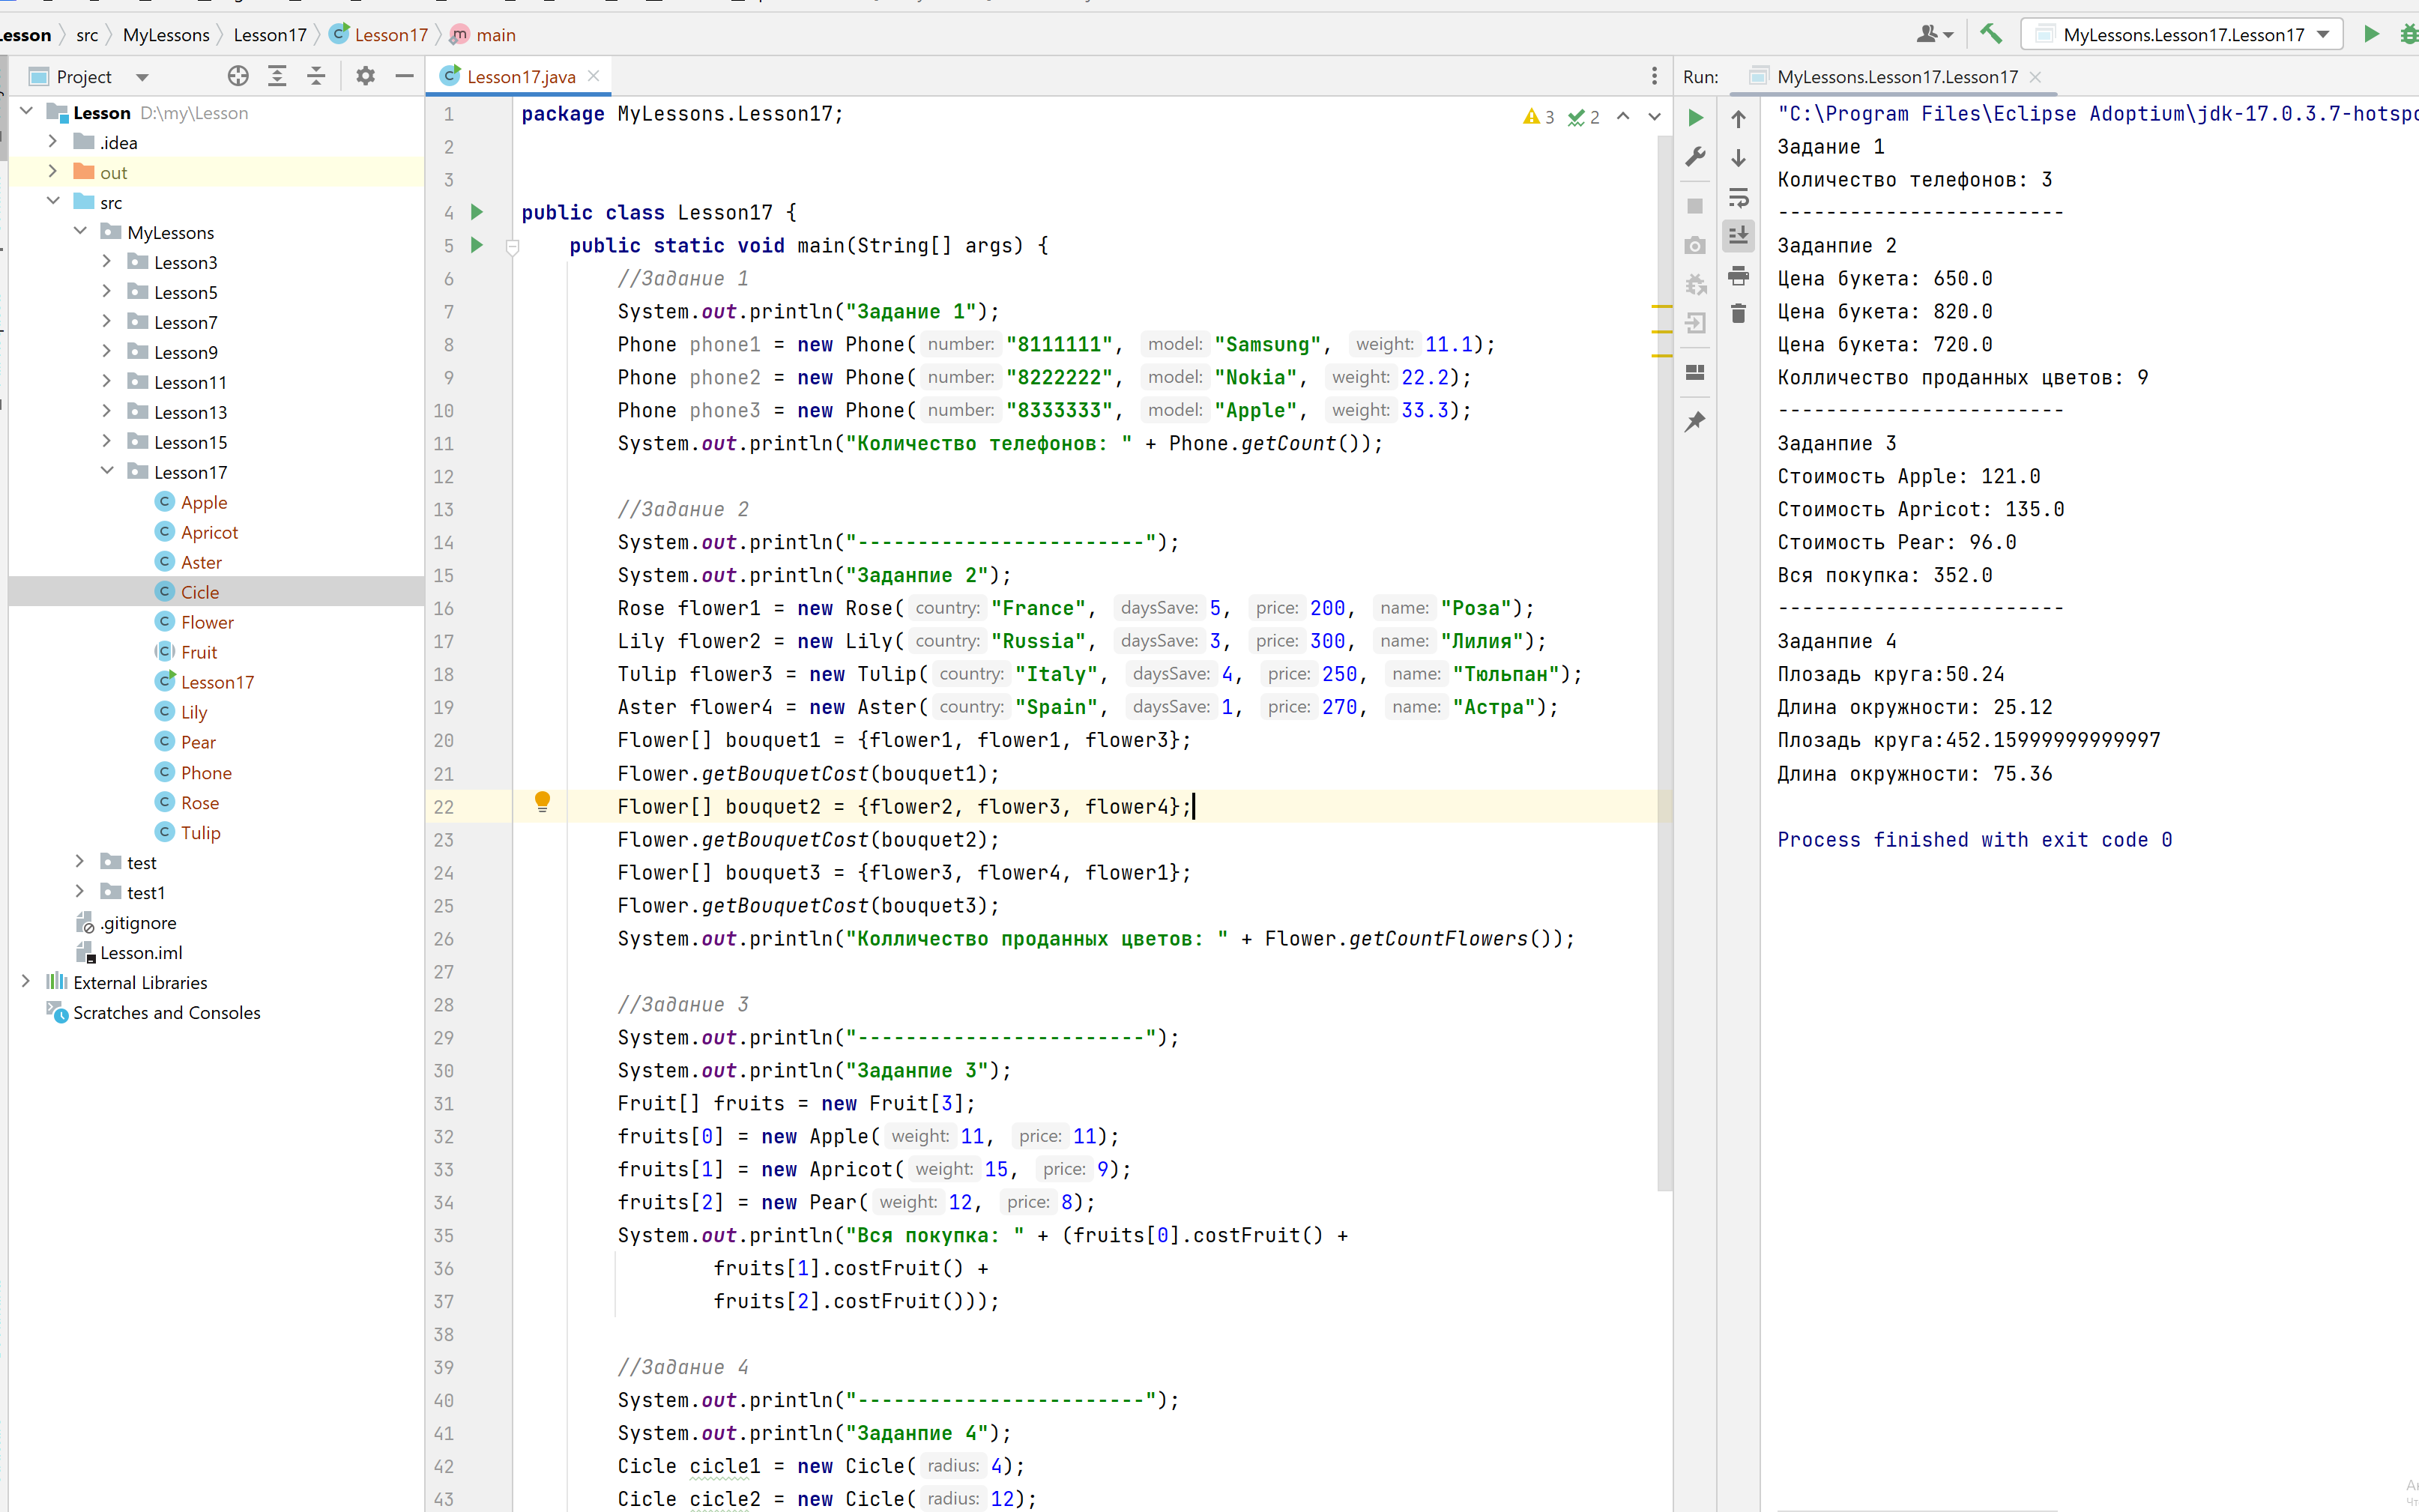 Lesson src MyLessons Lesson17 Lesson17 main
MyLessons.Lesson17.Lesson17
Project
Lesson D:\my\Lesson
.idea
out
src
MyLessons
Lesson3
Lesson5
Lesson7
Lesson9
Lesson11
Lesson13
Lesson15
Lesson17
Apple
Apricot
Aster
Cicle
Flower
Fruit
Lesson17
Lily
Pear
Phone
Rose
Tulip
test
test1
.gitignore
Lesson.iml
External Libraries
Scratches and Consoles
Lesson17.java
3 2
1 package MyLessons.Lesson17;
2
3
4 public class Lesson17 {
5 public static void main(String[] args) {
6 //Задание 1
7 System.out.println("Задание 1");
8 Phone phone1 = new Phone( number: "8111111", model: "Samsung", weight: 11.1);
9 Phone phone2 = new Phone( number: "8222222", model: "Nokia", weight: 22.2);
10 Phone phone3 = new Phone( number: "8333333", model: "Apple", weight: 33.3);
11 System.out.println("Количество телефонов: " + Phone.getCount());
12
13 //Задание 2
14 System.out.println("------------------------");
15 System.out.println("Заданпие 2");
16 Rose flower1 = new Rose( country: "France", daysSave: 5, price: 200, name: "Роза");
17 Lily flower2 = new Lily( country: "Russia", daysSave: 3, price: 300, name: "Лилия");
18 Tulip flower3 = new Tulip( country: "Italy", daysSave: 4, price: 250, name: "Тюльпан");
19 Aster flower4 = new Aster( country: "Spain", daysSave: 1, price: 270, name: "Астра");
20 Flower[] bouquet1 = {flower1, flower1, flower3};
21 Flower.getBouquetCost(bouquet1);
22 Flower[] bouquet2 = {flower2, flower3, flower4};
23 Flower.getBouquetCost(bouquet2);
24 Flower[] bouquet3 = {flower3, flower4, flower1};
25 Flower.getBouquetCost(bouquet3);
26 System.out.println("Колличество проданных цветов: " + Flower.getCountFlowers());
27
28 //Задание 3
29 System.out.println("------------------------");
30 System.out.println("Заданпие 3");
31 Fruit[] fruits = new Fruit[3];
32 fruits[0] = new Apple( weight: 11, price: 11);
33 fruits[1] = new Apricot( weight: 15, price: 9);
34 fruits[2] = new Pear( weight: 12, price: 8);
35 System.out.println("Вся покупка: " + (fruits[0].costFruit() +
36 fruits[1].costFruit() +
37 fruits[2].costFruit()));
38
39 //Задание 4
40 System.out.println("------------------------");
41 System.out.println("Заданпие 4");
42 Cicle cicle1 = new Cicle( radius: 4);
43 Cicle cicle2 = new Cicle( radius: 12);
Run: MyLessons.Lesson17.Lesson17
"C:\Program Files\Eclipse Adoptium\jdk-17.0.3.7-hotspo
Задание 1
Количество телефонов: 3
------------------------
Заданпие 2
Цена букета: 650.0
Цена букета: 820.0
Цена букета: 720.0
Колличество проданных цветов: 9
------------------------
Заданпие 3
Стоимость Apple: 121.0
Стоимость Apricot: 135.0
Стоимость Pear: 96.0
Вся покупка: 352.0
------------------------
Заданпие 4
Плозадь круга:50.24
Длина окружности: 25.12
Плозадь круга:452.15999999999997
Длина окружности: 75.36
Process finished with exit code 0